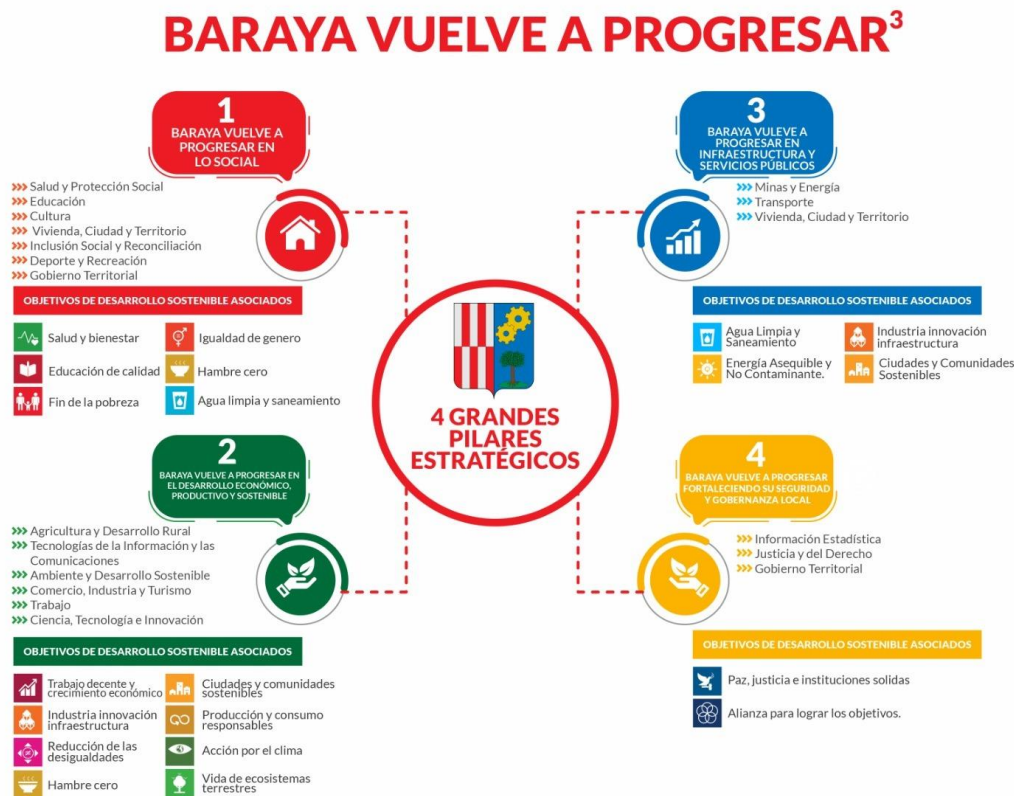 BARAYA VUELVE A PROGRESAR³
1
BARAYA VUELVE A
PROGRESAR EN
LO SOCIAL
>>> Salud y Protección Social
>>> Educación
>>> Cultura
>>> Vivienda, Ciudad y Territorio
>>> Inclusión Social y Reconciliación
>>> Deporte y Recreación
>>> Gobierno Territorial
OBJETIVOS DE DESARROLLO SOSTENIBLE ASOCIADOS
Salud y bienestar
Igualdad de genero
Educación de calidad
Hambre cero
Fin de la pobreza
Agua limpia y saneamiento
2
BARAYA VUELVE A PROGRESAR EN
EL DESARROLLO ECONÓMICO,
PRODUCTIVO Y SOSTENIBLE
>>> Agricultura y Desarrollo Rural
>>> Tecnologías de la Información y las
Comunicaciones
>>> Ambiente y Desarrollo Sostenible
>>> Comercio, Industria y Turismo
>>> Trabajo
>>> Ciencia, Tecnología e Innovación
OBJETIVOS DE DESARROLLO SOSTENIBLE ASOCIADOS
Trabajo decente y
crecimiento económico
Ciudades y comunidades
sostenibles
Industria innovación
infraestructura
Producción y consumo
responsables
Reducción de las
desigualdades
Acción por el clima
Hambre cero
Vida de ecosistemas
terrestres
4 GRANDES
PILARES
ESTRATÉGICOS
3
BARAYA VULEVE A
PROGRESAR EN
INFRAESTRUCTURA Y
SERVICIOS PÚBLICOS
>>> Minas y Energía
>>> Transporte
>>> Vivienda, Ciudad y Territorio
OBJETIVOS DE DESARROLLO SOSTENIBLE ASOCIADOS
Agua Limpia y
Saneamiento
Industria innovación
infraestructura
Energía Asequible y
No Contaminante.
Ciudades y Comunidades
Sostenibles
4
BARAYA VUELVE A PROGRESAR
FORTALECIENDO SU SEGURIDAD
Y GOBERNANZA LOCAL
>>> Información Estadística
>>> Justicia y del Derecho
>>> Gobierno Territorial
OBJETIVOS DE DESARROLLO SOSTENIBLE ASOCIADOS
Paz, justicia e instituciones solidas
Alianza para lograr los objetivos.